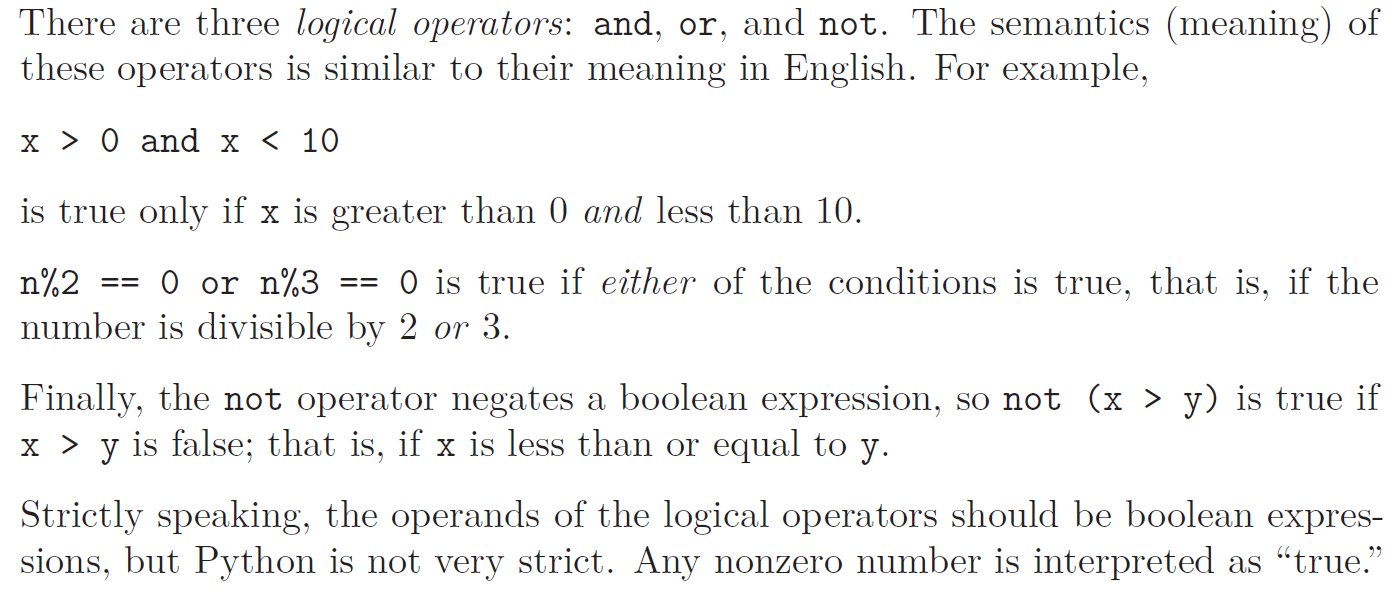 There are three logical operators: and, or, and not. The semantics (meaning) of
these operators is similar to their meaning in English. For example,
x > 0 and x < 10
is true only if x is greater than 0 and less than 10.
n%2 == 0 or n%3 == 0 is true if either of the conditions is true, that is, if the
number is divisible by 2 or 3.
Finally, the not operator negates a boolean expression, so not (x > y) is true if
x > y is false; that is, if x is less than or equal to y.
Strictly speaking, the operands of the logical operators should be boolean expres-
sions, but Python is not very strict. Any nonzero number is interpreted as “true.”